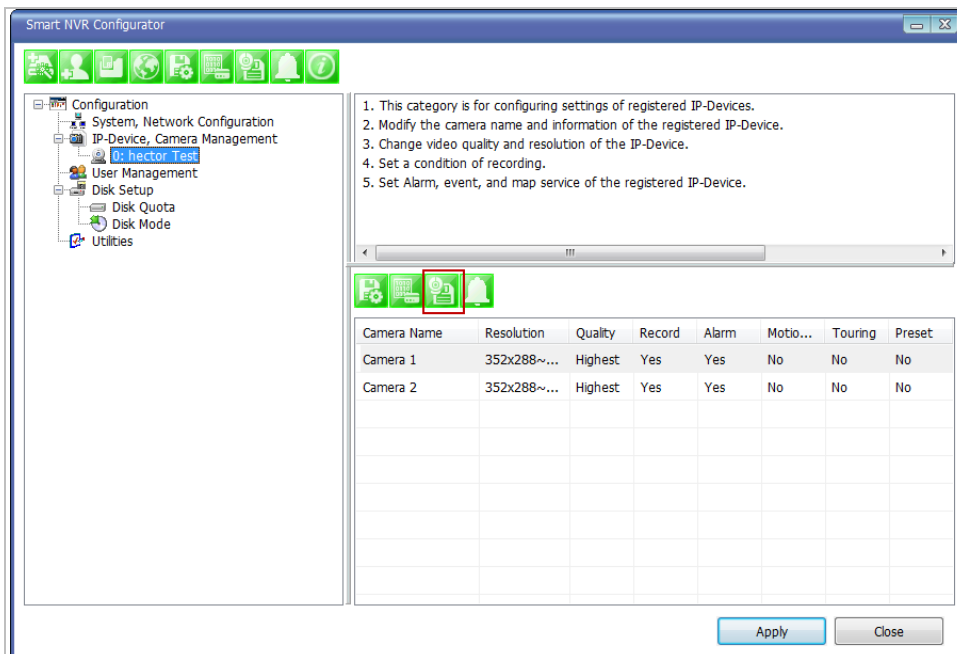 Smart NVR Configurator
Configuration
System, Network Configuration
IP-Device, Camera Management
0: hector Test
User Management
Disk Setup
Disk Quota
Disk Mode
Utilities
1. This category is for configuring settings of registered IP-Devices.
2. Modify the camera name and information of the registered IP-Device.
3. Change video quality and resolution of the IP-Device.
4. Set a condition of recording.
5. Set Alarm, event, and map service of the registered IP-Device.
Camera Name Resolution Quality Record Alarm Motio... Touring Preset
Camera 1 352x288~... Highest Yes Yes No No No
Camera 2 352x288~... Highest Yes Yes No No No
Apply Close